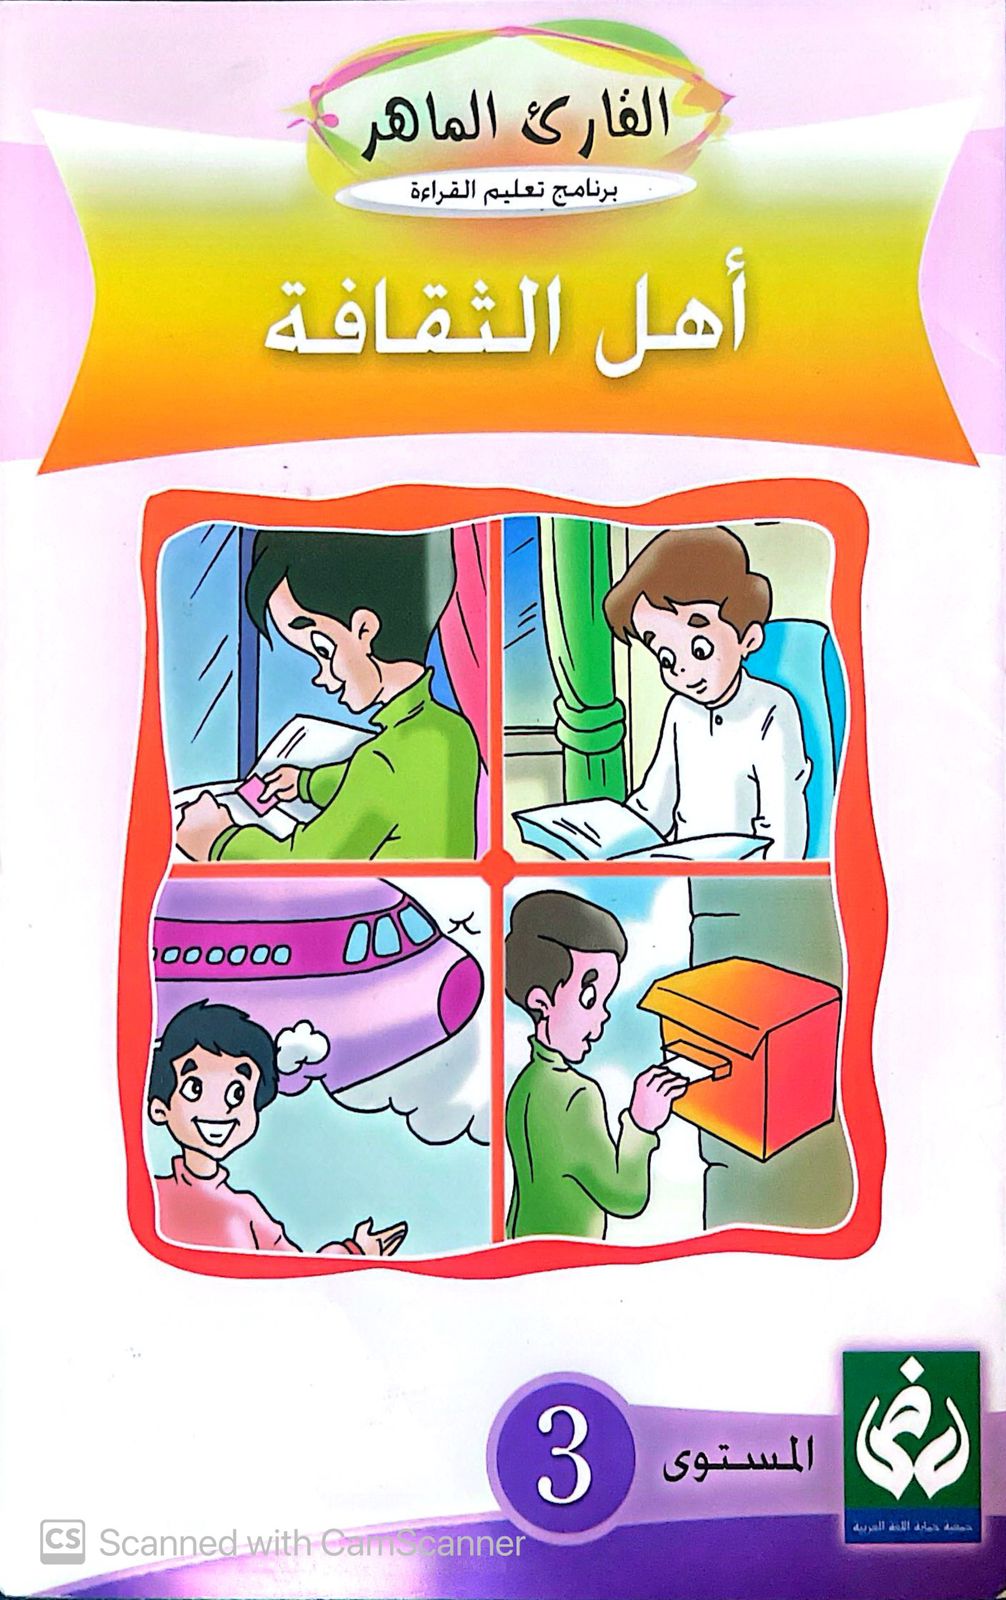 القارئ الماهر
برنامج تعليم القراءة
أهل الثقافة
المستوى
3
جمعية حماية اللغة العربية
CS Scanned with CamScanner